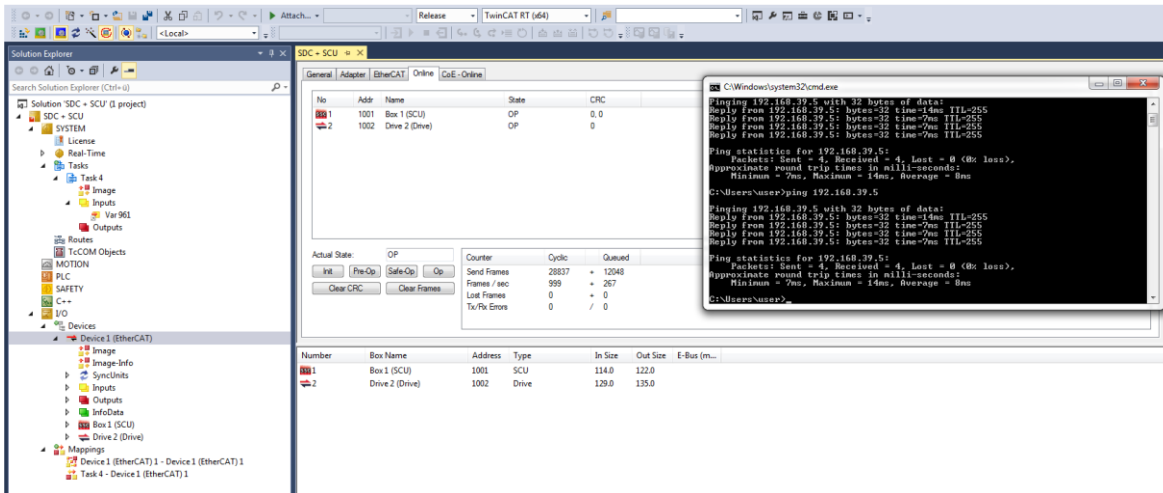 Attach...
Release
TwinCAT RT (x64)
<Local>
Solution Explorer
Search Solution Explorer (Ctrl+ü)
Solution 'SDC + SCU' (1 project)
SDC + SCU
SYSTEM
License
Real-Time
Tasks
Task 4
Image
Inputs
Var 961
Outputs
Routes
TcCOM Objects
MOTION
PLC
SAFETY
C++
I/O
Devices
Device 1 (EtherCAT)
Image
Image-Info
SyncUnits
Inputs
Outputs
InfoData
Box 1 (SCU)
Drive 2 (Drive)
Mappings
Device 1 (EtherCAT) 1 - Device 1 (EtherCAT) 1
Task 4 - Device 1 (EtherCAT) 1
SDC + SCU
General Adapter EtherCAT Online CoE - Online
No Addr Name State CRC
1 1001 Box 1 (SCU) OP 0, 0
2 1002 Drive 2 (Drive) OP 0
Actual State: OP
Init Pre-Op Safe-Op Op
Clear CRC Clear Frames
Counter Cyclic Queued
Send Frames 28837 + 12048
Frames / sec 999 + 267
Lost Frames 0 + 0
Tx/Rx Errors 0 / 0
Number Box Name Address Type In Size Out Size E-Bus (m...
1 Box 1 (SCU) 1001 SCU 114.0 122.0
2 Drive 2 (Drive) 1002 Drive 129.0 135.0
C:\Windows\system32\cmd.exe
Pinging 192.168.39.5 with 32 bytes of data:
Reply from 192.168.39.5: bytes=32 time=14ms TTL=255
Reply from 192.168.39.5: bytes=32 time=7ms TTL=255
Reply from 192.168.39.5: bytes=32 time=7ms TTL=255
Reply from 192.168.39.5: bytes=32 time=7ms TTL=255
Ping statistics for 192.168.39.5:
Packets: Sent = 4, Received = 4, Lost = 0 (0% loss),
Approximate round trip times in milli-seconds:
Minimum = 7ms, Maximum = 14ms, Average = 8ms
C:\Users\user>ping 192.168.39.5
Pinging 192.168.39.5 with 32 bytes of data:
Reply from 192.168.39.5: bytes=32 time=14ms TTL=255
Reply from 192.168.39.5: bytes=32 time=7ms TTL=255
Reply from 192.168.39.5: bytes=32 time=7ms TTL=255
Reply from 192.168.39.5: bytes=32 time=7ms TTL=255
Ping statistics for 192.168.39.5:
Packets: Sent = 4, Received = 4, Lost = 0 (0% loss),
Approximate round trip times in milli-seconds:
Minimum = 7ms, Maximum = 14ms, Average = 8ms
C:\Users\user>_